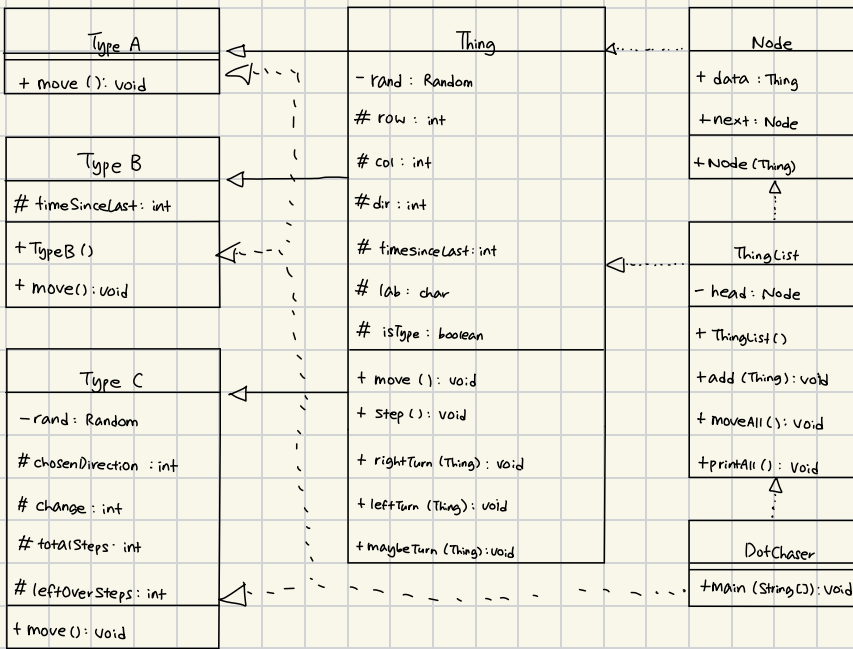 Type A
+ move (): void
Type B
# timeSinceLast: int
+ TypeB ()
+ move(): void
Type C
- rand: Random
# chosenDirection : int
# change: int
# totalSteps: int
# leftOverSteps: int
+ move(): void
Thing
- rand: Random
# row: int
# col: int
# dir: int
# timeSinceLast: int
# lab: char
# isType: boolean
+ move (): void
+ step (): void
+ rightTurn (Thing): void
+ leftTurn (Thing): void
+ maybeTurn (Thing): void
Node
+ data : Thing
+ next: Node
+ Node (Thing)
ThingList
- head: Node
+ ThingList()
+ add (Thing): void
+ moveAll (): void
+ printAll (): void
DotChaser
+ main (String[]): void